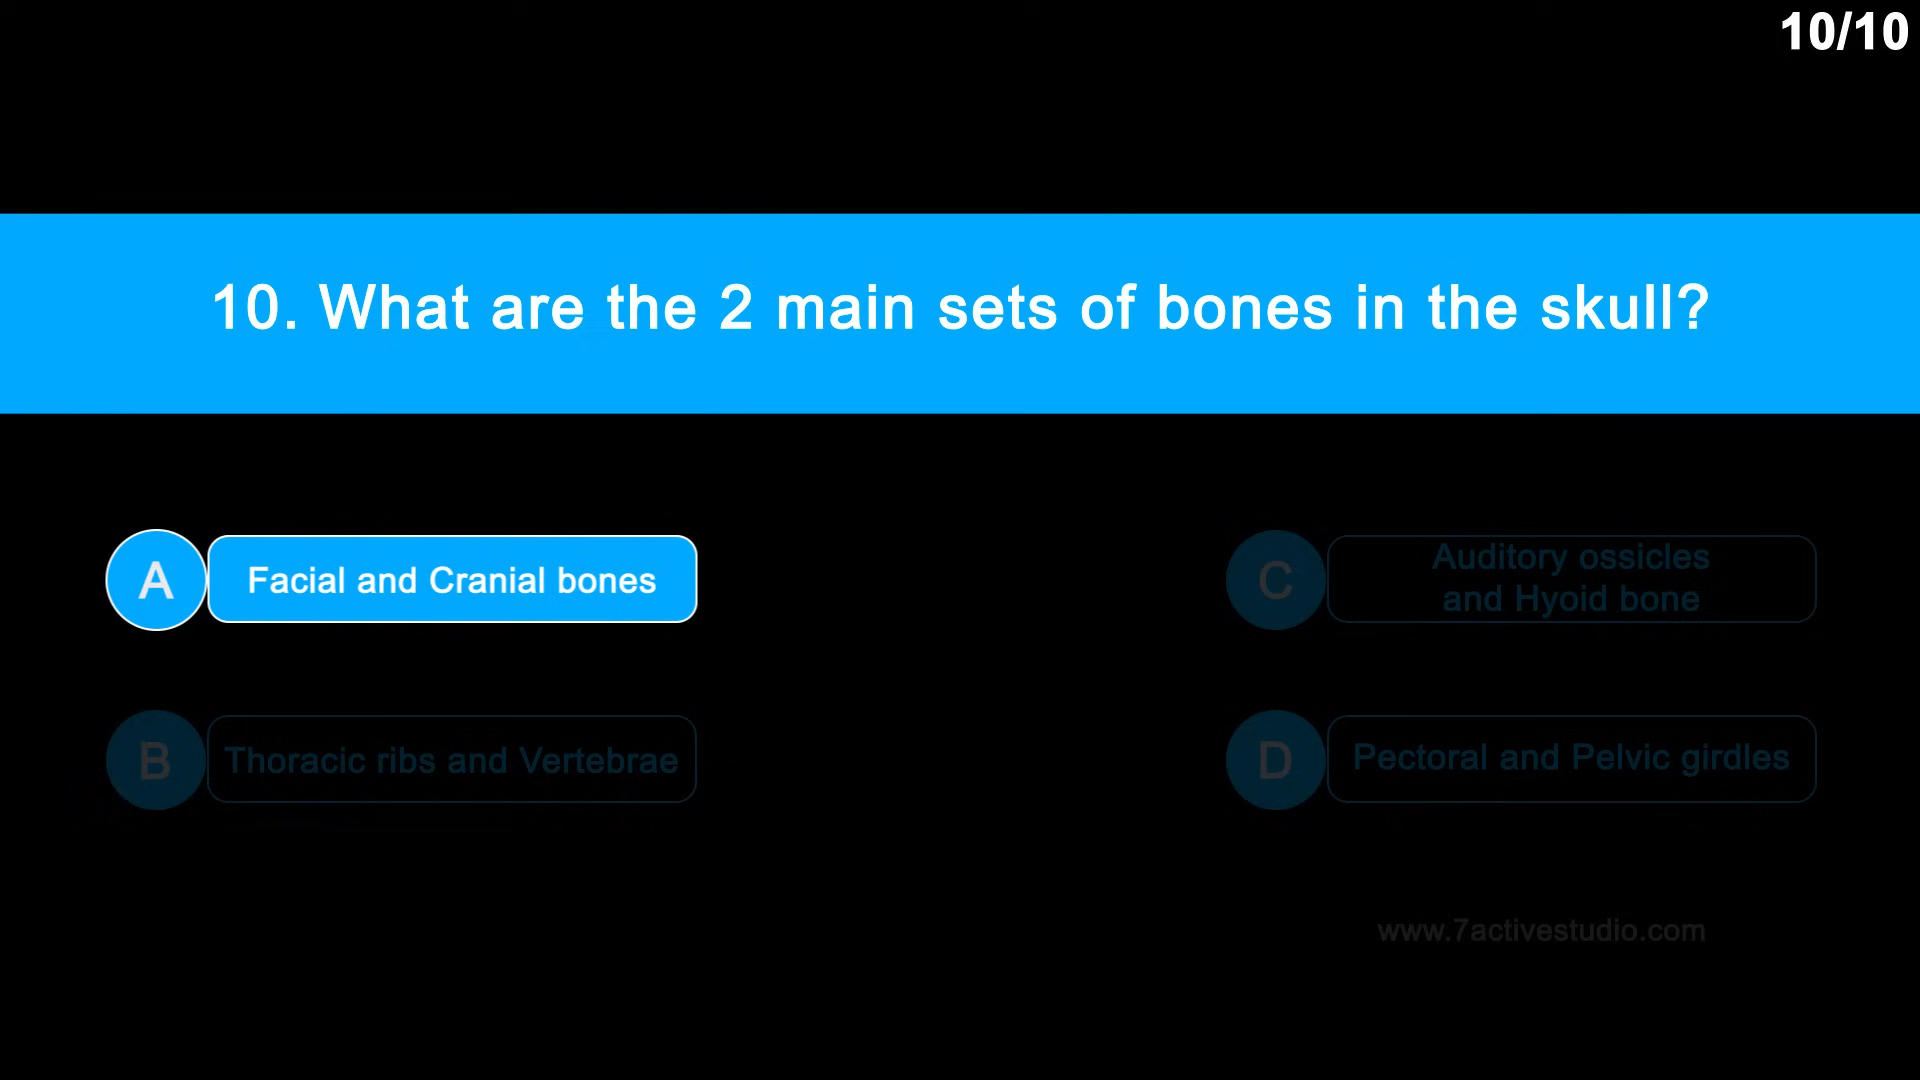 10/10
10. What are the 2 main sets of bones in the skull?
A
Facial and Cranial bones
B
Thoracic ribs and Vertebrae
C
Auditory ossicles
and Hyoid bone
D
Pectoral and Pelvic girdles
www.7activestudio.com